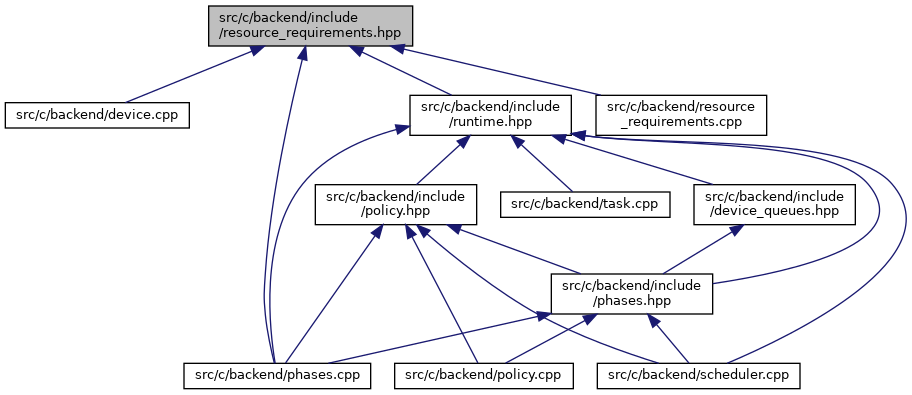 src/c/backend/include
/resource_requirements.hpp
src/c/backend/device.cpp
src/c/backend/include
/runtime.hpp
src/c/backend/resource
_requirements.cpp
src/c/backend/include
/policy.hpp
src/c/backend/task.cpp
src/c/backend/include
/device_queues.hpp
src/c/backend/include
/phases.hpp
src/c/backend/phases.cpp
src/c/backend/policy.cpp
src/c/backend/scheduler.cpp